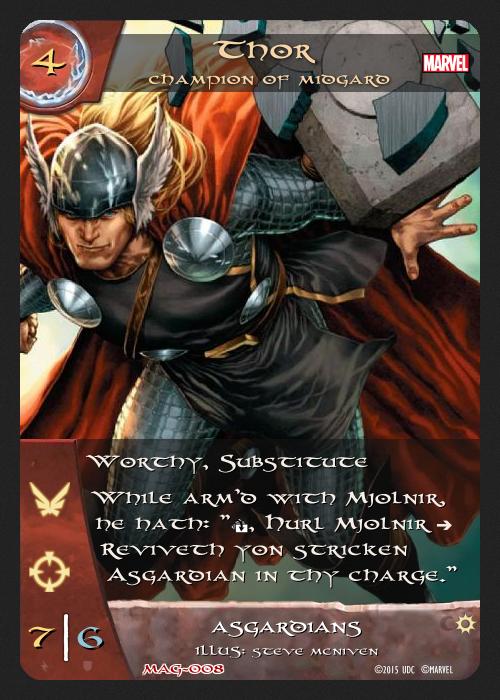 4
Thor
Champion of Midgard
MARVEL
Worthy, Substitute
While arm'd with Mjolnir,
he hath: ", Hurl Mjolnir →
Reviveth yon stricken
Asgardian in thy charge."
7|6
Asgardians
Illus: Steve McNiven
MAG-008
©2015 UDC ©MARVEL